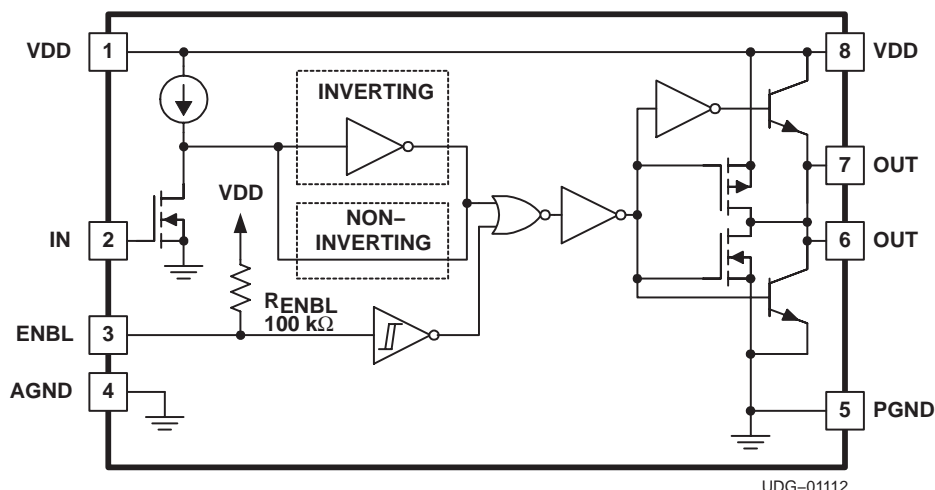 VDD 1
8 VDD
INVERTING
VDD
7 OUT
NON–
INVERTING
IN 2
6 OUT
RENBL
100 kΩ
ENBL 3
AGND 4
5 PGND
UDG–01112